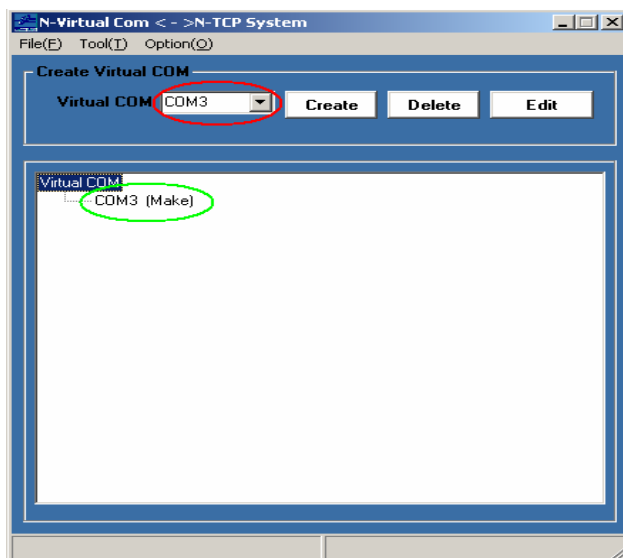 N-Virtual Com < - >N-TCP System
File(F) Tool(T) Option(O)
Create Virtual COM
Virtual COM COM3 Create Delete Edit
Virtual COM
COM3 (Make)